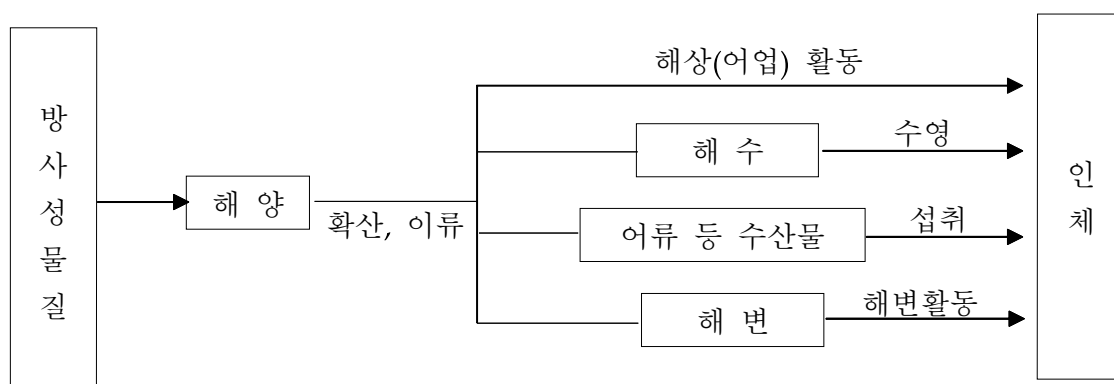 방사성물질
해 양
확산, 이류
해상(어업) 활동
해 수
수영
어류 등 수산물
섭취
해 변
해변활동
인체